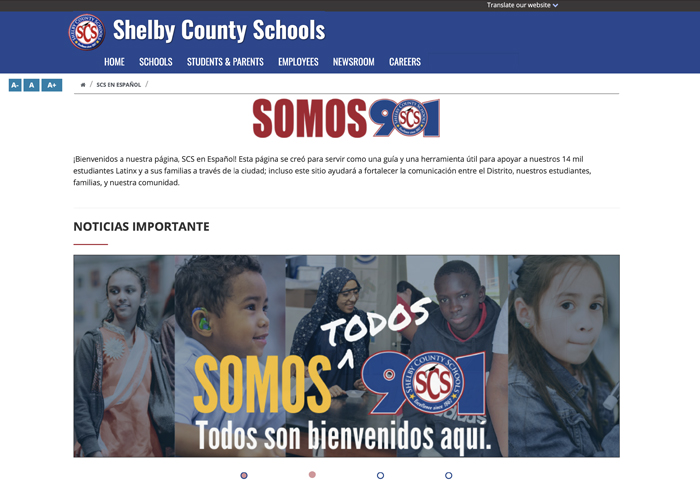 Translate our website
Shelby County Schools
HOME SCHOOLS STUDENTS & PARENTS EMPLOYEES NEWSROOM CAREERS
A- A A+
/ SCS EN ESPAÑOL /
SOMOS 901
SHELBY COUNTY SCHOOLS
SCS
¡Bienvenidos a nuestra página, SCS en Español! Esta página se creó para servir como una guía y una herramienta útil para apoyar a nuestros 14 mil
estudiantes Latinx y a sus familias a través de la ciudad; incluso este sitio ayudará a fortalecer la comunicación entre el Distrito, nuestros estudiantes,
familias, y nuestra comunidad.
NOTICIAS IMPORTANTE
TODOS
SOMOS ^ 901
SHELBY COUNTY SCHOOLS
SCS
Todos son bienvenidos aquí.